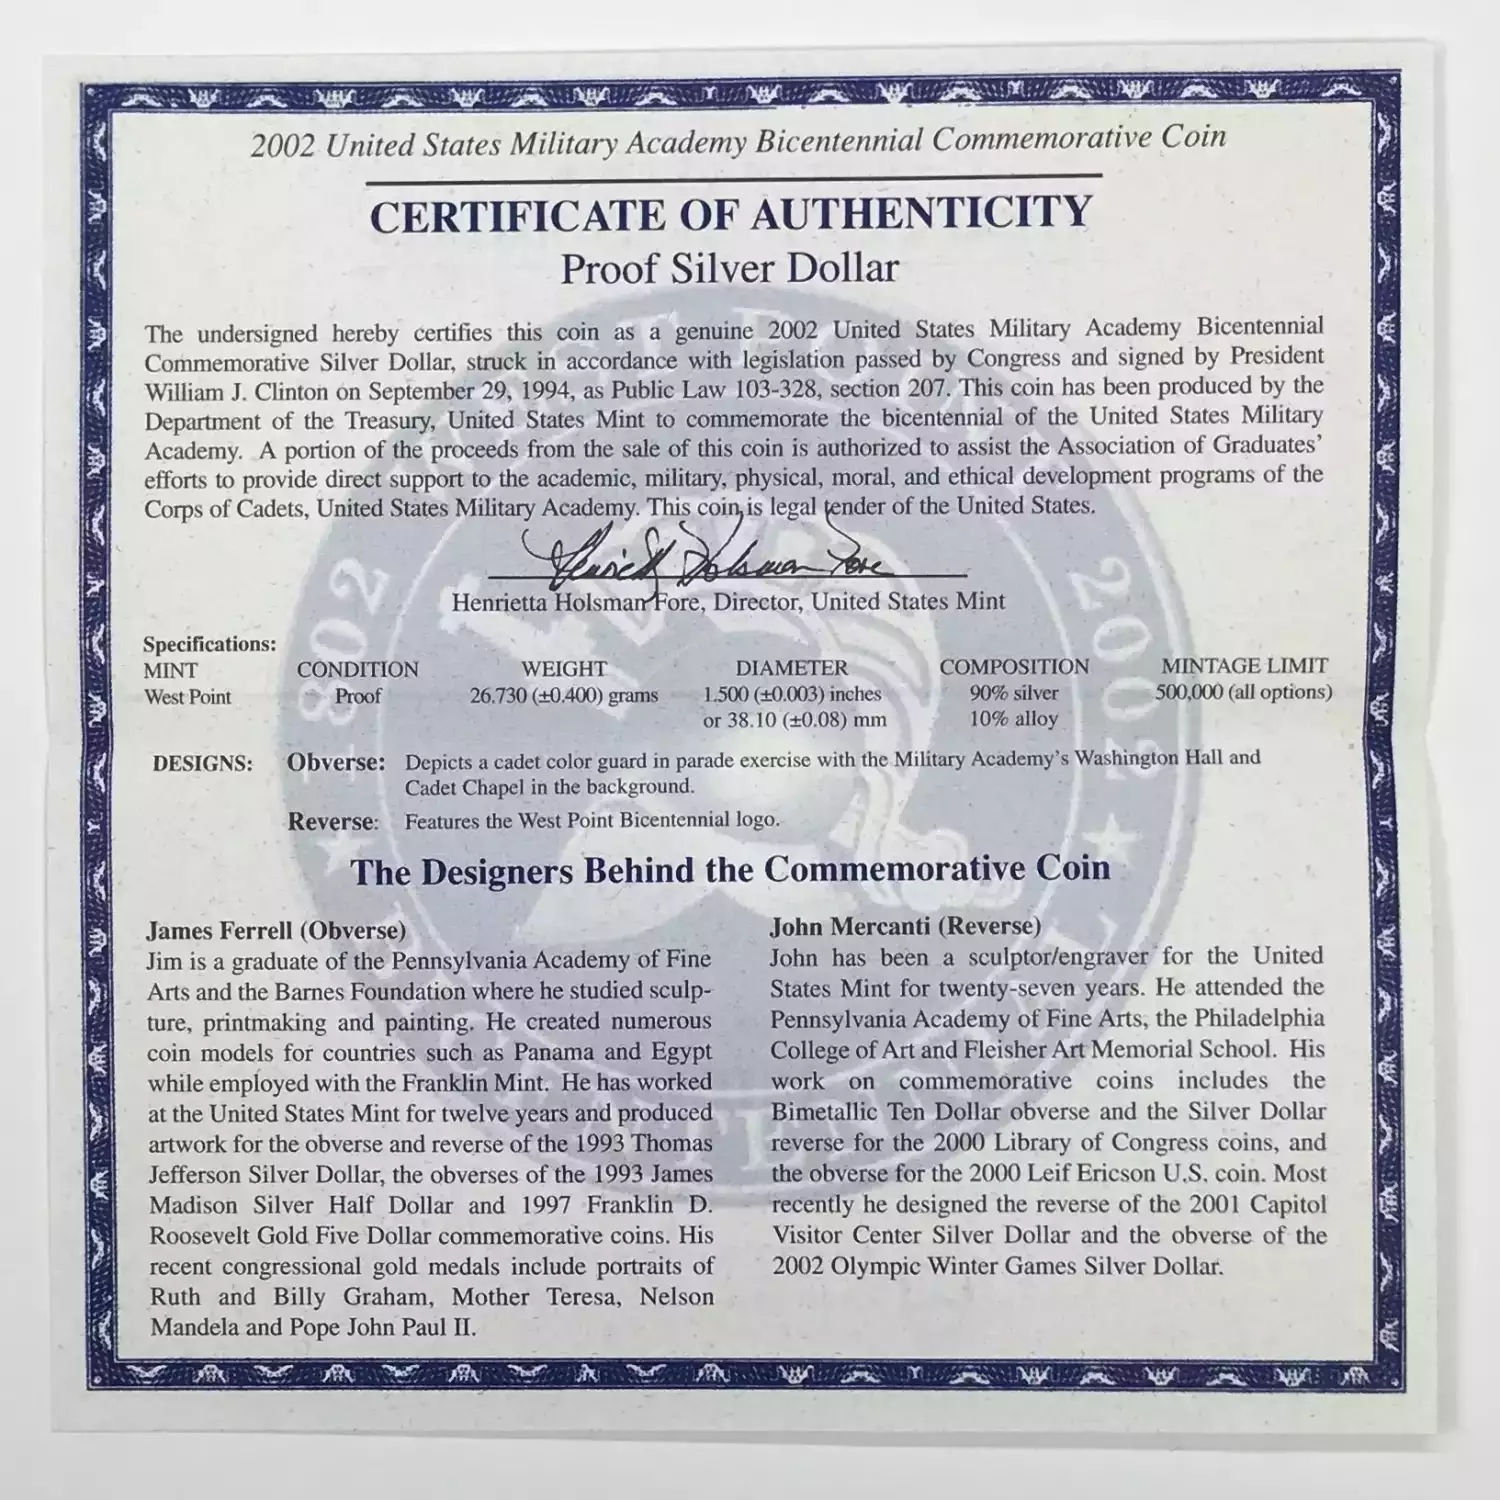 2002 United States Military Academy Bicentennial Commemorative Coin
CERTIFICATE OF AUTHENTICITY
Proof Silver Dollar
The undersigned hereby certifies this coin as a genuine 2002 United States Military Academy Bicentennial
Commemorative Silver Dollar, struck in accordance with legislation passed by Congress and signed by President
William J. Clinton on September 29, 1994, as Public Law 103-328, section 207. This coin has been produced by the
Department of the Treasury, United States Mint to commemorate the bicentennial of the United States Military
Academy. A portion of the proceeds from the sale of this coin is authorized to assist the Association of Graduates’
efforts to provide direct support to the academic, military, physical, moral, and ethical development programs of the
Corps of Cadets, United States Military Academy. This coin is legal tender of the United States.
Henrietta Holsman Fore
Henrietta Holsman Fore, Director, United States Mint
Specifications:
MINT CONDITION WEIGHT DIAMETER COMPOSITION MINTAGE LIMIT
West Point Proof 26.730 (±0.400) grams 1.500 (±0.003) inches 90% silver 500,000 (all options)
or 38.10 (±0.08) mm 10% alloy
DESIGNS: Obverse: Depicts a cadet color guard in parade exercise with the Military Academy’s Washington Hall and
Cadet Chapel in the background.
Reverse: Features the West Point Bicentennial logo.
The Designers Behind the Commemorative Coin
James Ferrell (Obverse)
Jim is a graduate of the Pennsylvania Academy of Fine
Arts and the Barnes Foundation where he studied sculp-
ture, printmaking and painting. He created numerous
coin models for countries such as Panama and Egypt
while employed with the Franklin Mint. He has worked
at the United States Mint for twelve years and produced
artwork for the obverse and reverse of the 1993 Thomas
Jefferson Silver Dollar, the obverses of the 1993 James
Madison Silver Half Dollar and 1997 Franklin D.
Roosevelt Gold Five Dollar commemorative coins. His
recent congressional gold medals include portraits of
Ruth and Billy Graham, Mother Teresa, Nelson
Mandela and Pope John Paul II.
John Mercanti (Reverse)
John has been a sculptor/engraver for the United
States Mint for twenty-seven years. He attended the
Pennsylvania Academy of Fine Arts, the Philadelphia
College of Art and Fleisher Art Memorial School. His
work on commemorative coins includes the
Bimetallic Ten Dollar obverse and the Silver Dollar
reverse for the 2000 Library of Congress coins, and
the obverse for the 2000 Leif Ericson U.S. coin. Most
recently he designed the reverse of the 2001 Capitol
Visitor Center Silver Dollar and the obverse of the
2002 Olympic Winter Games Silver Dollar.
1802
2002